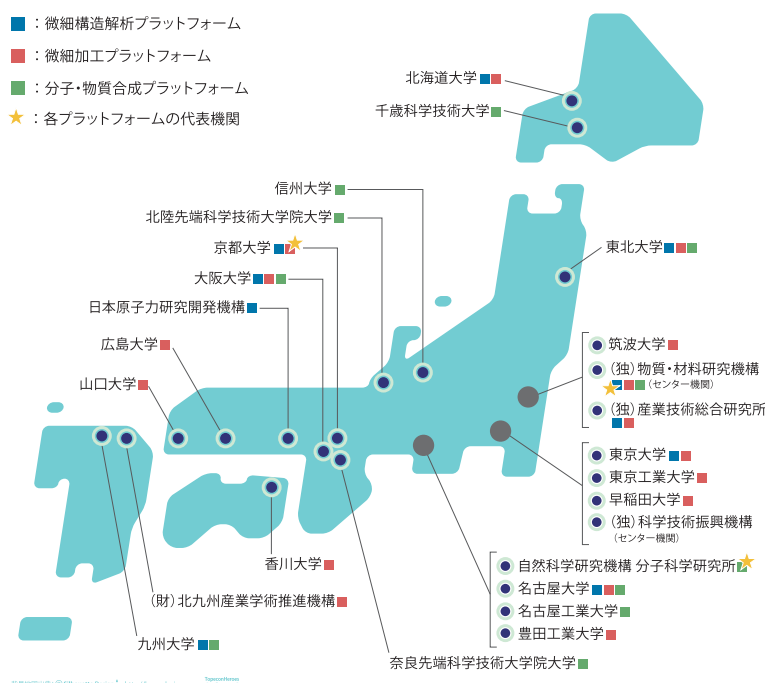 ：微細構造解析プラットフォーム
：微細加工プラットフォーム
：分子・物質合成プラットフォーム
：各プラットフォームの代表機関
北海道大学
千歳科学技術大学
信州大学
北陸先端科学技術大学院大学
京都大学
大阪大学
日本原子力研究開発機構
広島大学
山口大学
東北大学
筑波大学
（独）物質・材料研究機構
（センター機関）
（独）産業技術総合研究所
東京大学
東京工業大学
早稲田大学
（独）科学技術振興機構
（センター機関）
香川大学
（財）北九州産業学術推進機構
九州大学
自然科学研究機構 分子科学研究所
名古屋大学
名古屋工業大学
豊田工業大学
奈良先端科学技術大学院大学